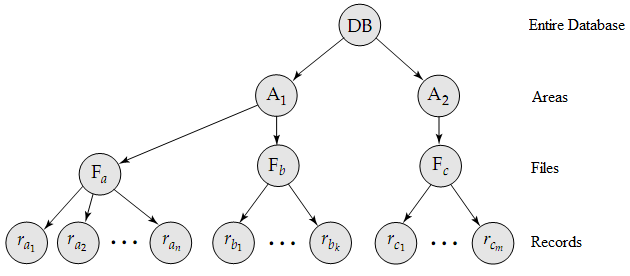 DB Entire Database
A1 A2 Areas
Fa Fb Fc Files
ra1 ra2 ... ran rb1 ... rbk rc1 ... rcm Records